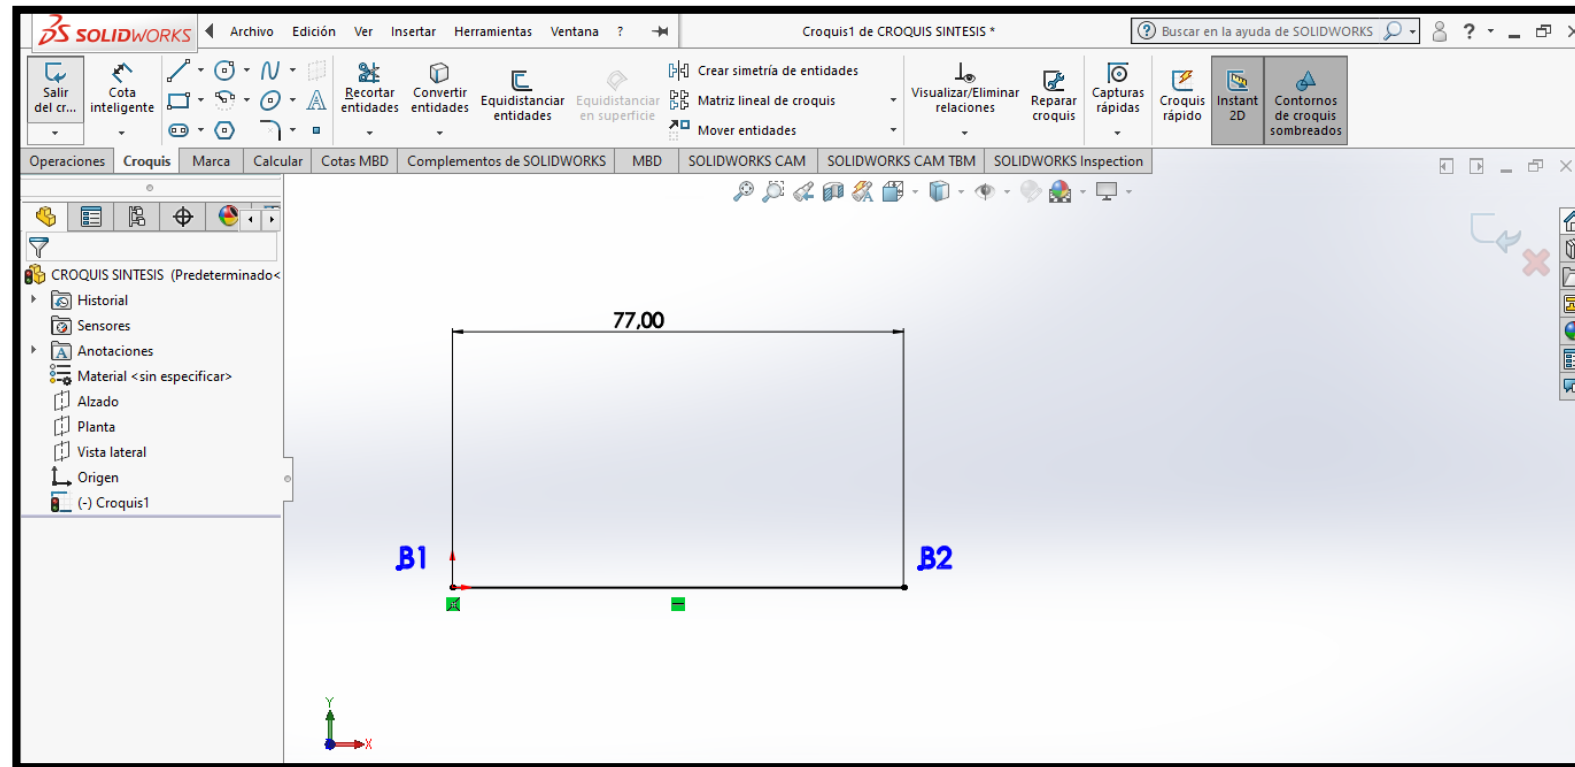 SOLIDWORKS Archivo Edición Ver Insertar Herramientas Ventana ? Croquis1 de CROQUIS SINTESIS * Buscar en la ayuda de SOLIDWORKS ?
Salir del cr...
Cota inteligente
Recortar entidades
Convertir entidades
Equidistanciar entidades
Equidistanciar en superficie
Crear simetría de entidades
Matriz lineal de croquis
Mover entidades
Visualizar/Eliminar relaciones
Reparar croquis
Capturas rápidas
Croquis rápido
Instant 2D
Contornos de croquis sombreados
Operaciones Croquis Marca Calcular Cotas MBD Complementos de SOLIDWORKS MBD SOLIDWORKS CAM SOLIDWORKS CAM TBM SOLIDWORKS Inspection
CROQUIS SINTESIS (Predeterminado<
Historial
Sensores
Anotaciones
Material <sin especificar>
Alzado
Planta
Vista lateral
Origen
(-) Croquis1
77,00
B1
B2
Y
X